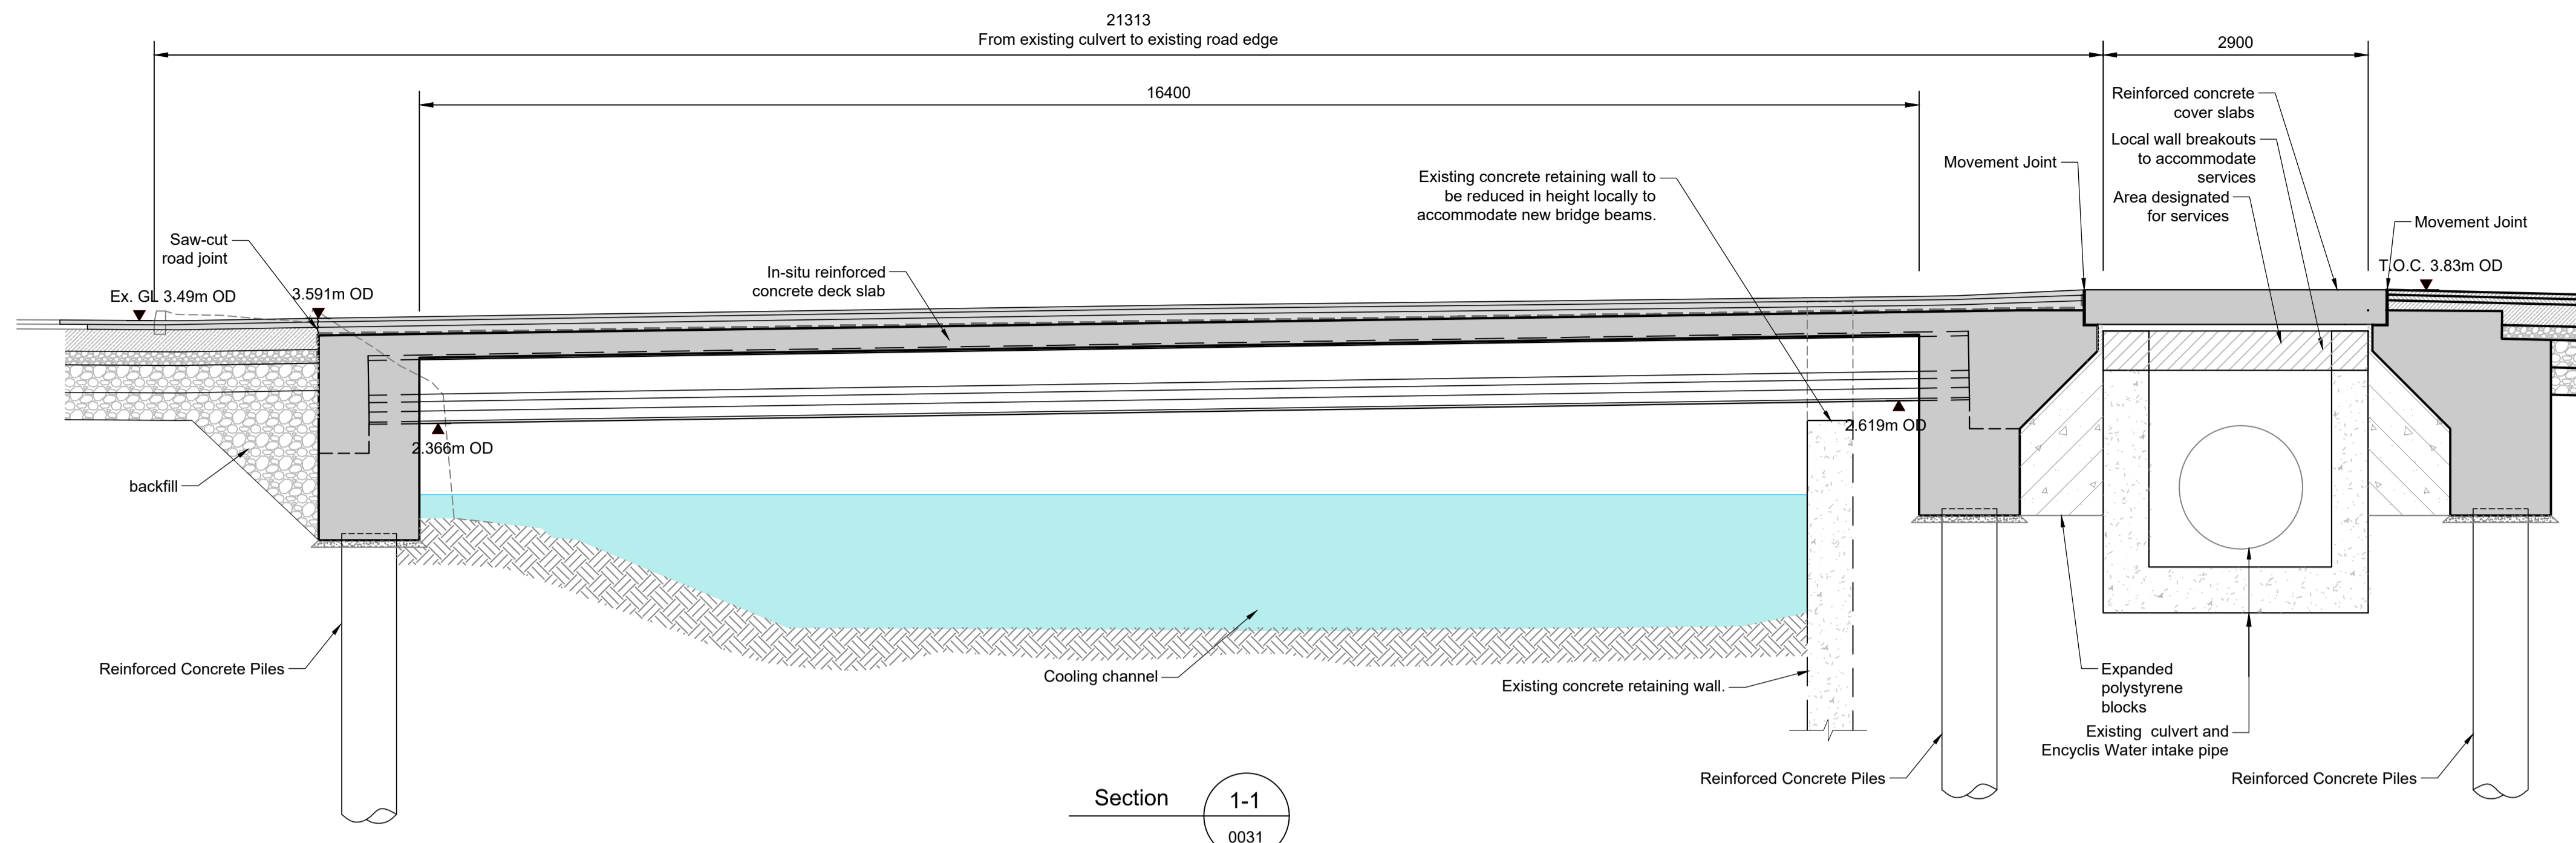 21313
From existing culvert to existing road edge
2900
16400
Reinforced concrete
cover slabs
Local wall breakouts
to accommodate
services
Area designated
for services
Movement Joint
Existing concrete retaining wall to
be reduced in height locally to
accommodate new bridge beams.
Movement Joint
Saw-cut
road joint
In-situ reinforced
concrete deck slab
T.O.C. 3.83m OD
Ex. GL 3.49m OD
3.591m OD
2.366m OD
2.619m OD
backfill
Reinforced Concrete Piles
Cooling channel
Existing concrete retaining wall.
Expanded
polystyrene
blocks
Existing culvert and
Encyclis Water intake pipe
Reinforced Concrete Piles
Reinforced Concrete Piles
Section
1-1
0031